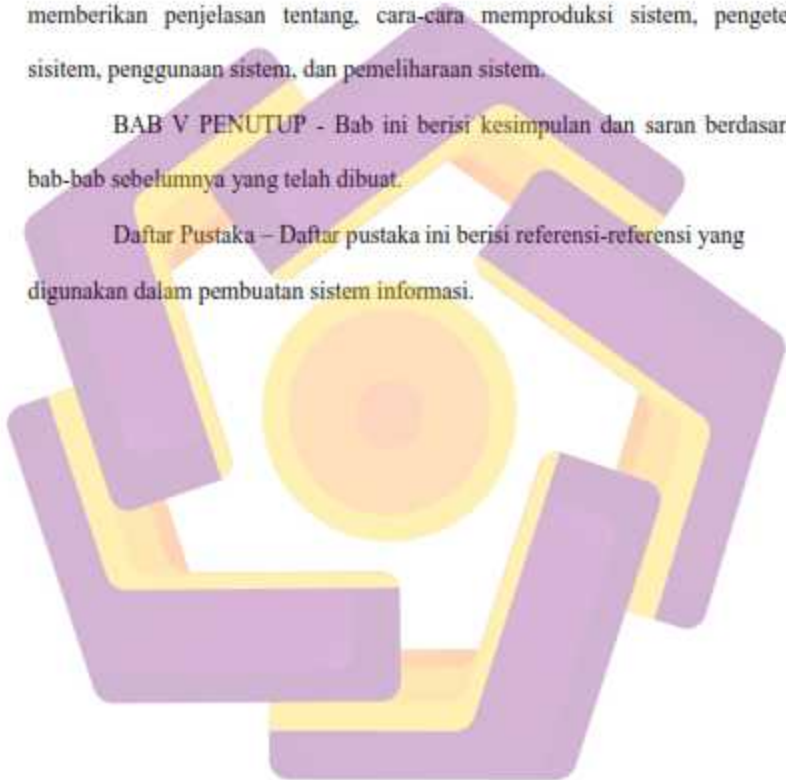 memberikan penjelasan tentang, cara-cara memproduksi sistem, pengete
sisitem, penggunaan sistem, dan pemeliharaan sistem.
BAB V PENUTUP - Bab ini berisi kesimpulan dan saran berdasar
bab-bab sebelumnya yang telah dibuat.
Daftar Pustaka – Daftar pustaka ini berisi referensi-referensi yang
digunakan dalam pembuatan sistem informasi.